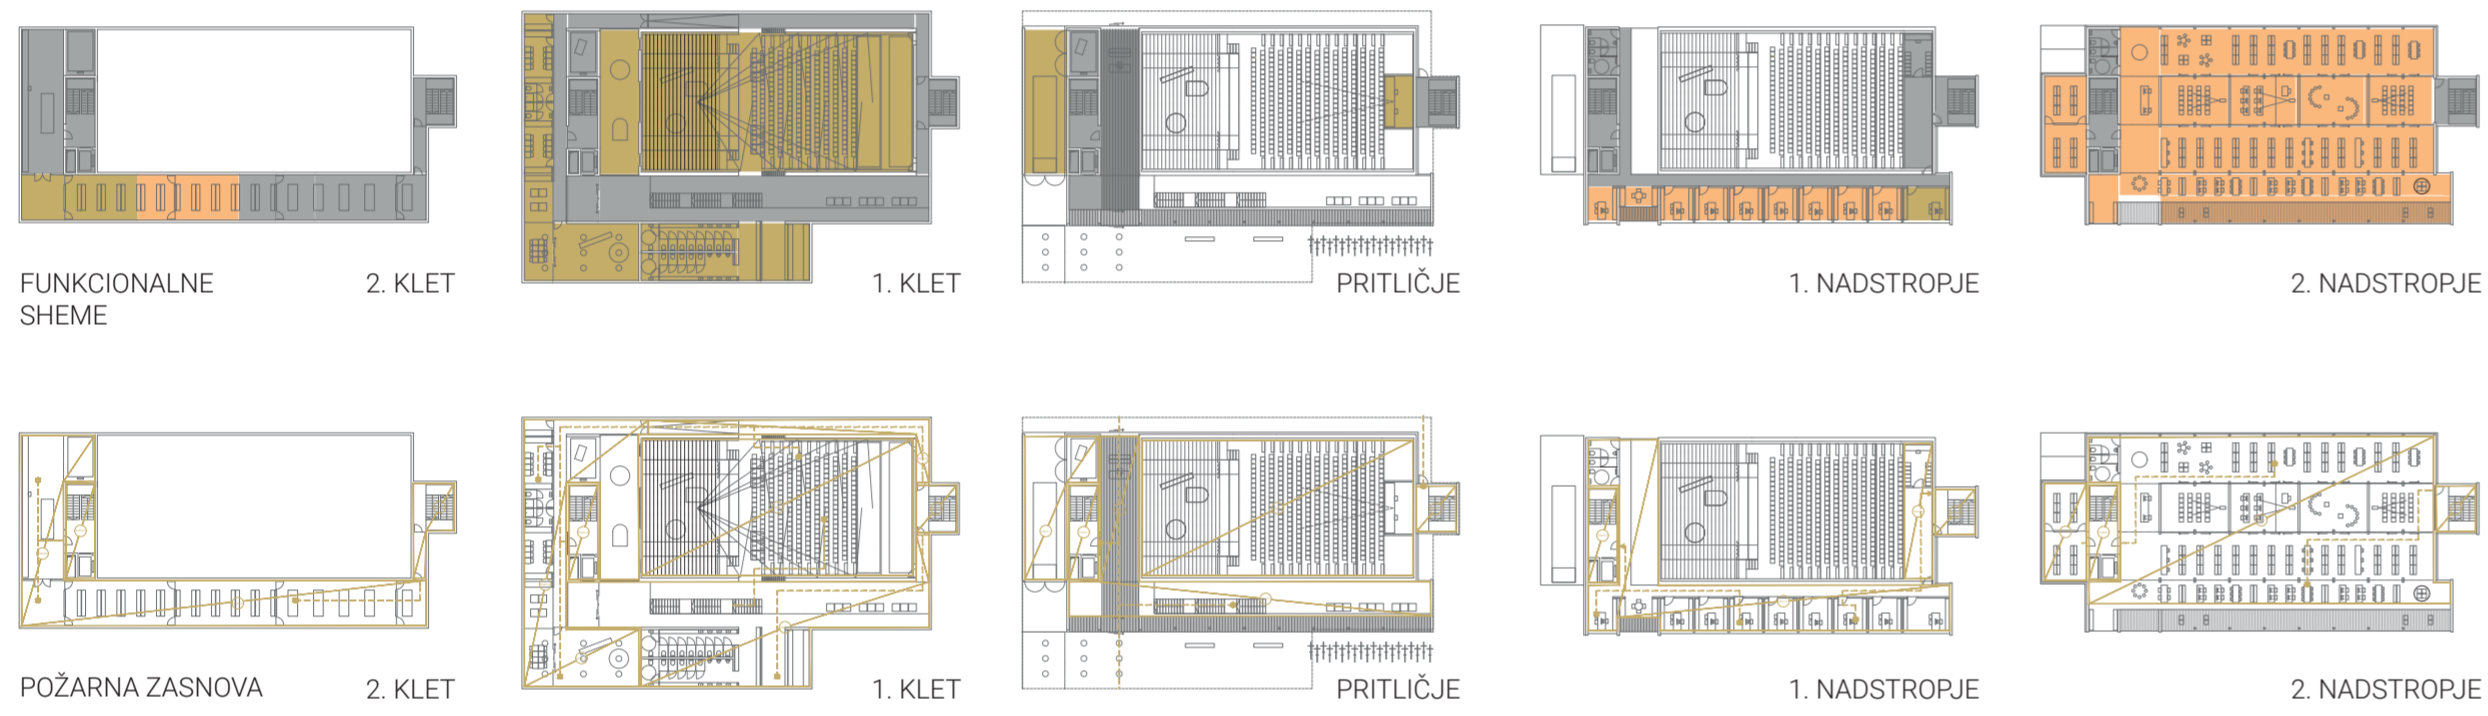 FUNKCIONALNE
SHEME
2. KLET
1. KLET
PRITLIČJE
1. NADSTROPJE
2. NADSTROPJE
POŽARNA ZASNOVA
2. KLET
1. KLET
PRITLIČJE
1. NADSTROPJE
2. NADSTROPJE